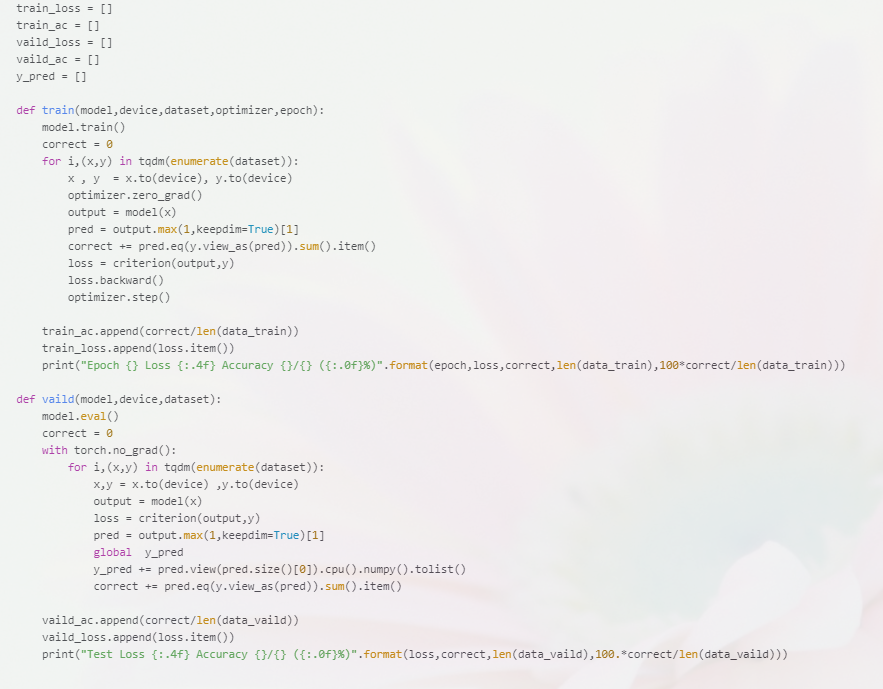 train_loss = []
train_ac = []
vaild_loss = []
vaild_ac = []
y_pred = []

def train(model,device,dataset,optimizer,epoch):
    model.train()
    correct = 0
    for i,(x,y) in tqdm(enumerate(dataset)):
        x , y  = x.to(device), y.to(device)
        optimizer.zero_grad()
        output = model(x)
        pred = output.max(1,keepdim=True)[1]
        correct += pred.eq(y.view_as(pred)).sum().item()
        loss = criterion(output,y)
        loss.backward()
        optimizer.step()

    train_ac.append(correct/len(data_train))
    train_loss.append(loss.item())
    print("Epoch {} Loss {:.4f} Accuracy {}/{} ({:.0f}%)".format(epoch,loss,correct,len(data_train),100*correct/len(data_train)))

def vaild(model,device,dataset):
    model.eval()
    correct = 0
    with torch.no_grad():
        for i,(x,y) in tqdm(enumerate(dataset)):
            x,y = x.to(device) ,y.to(device)
            output = model(x)
            loss = criterion(output,y)
            pred = output.max(1,keepdim=True)[1]
            global  y_pred
            y_pred += pred.view(pred.size()[0]).cpu().numpy().tolist()
            correct += pred.eq(y.view_as(pred)).sum().item()

    vaild_ac.append(correct/len(data_vaild))
    vaild_loss.append(loss.item())
    print("Test Loss {:.4f} Accuracy {}/{} ({:.0f}%)".format(loss,correct,len(data_vaild),100.*correct/len(data_vaild)))